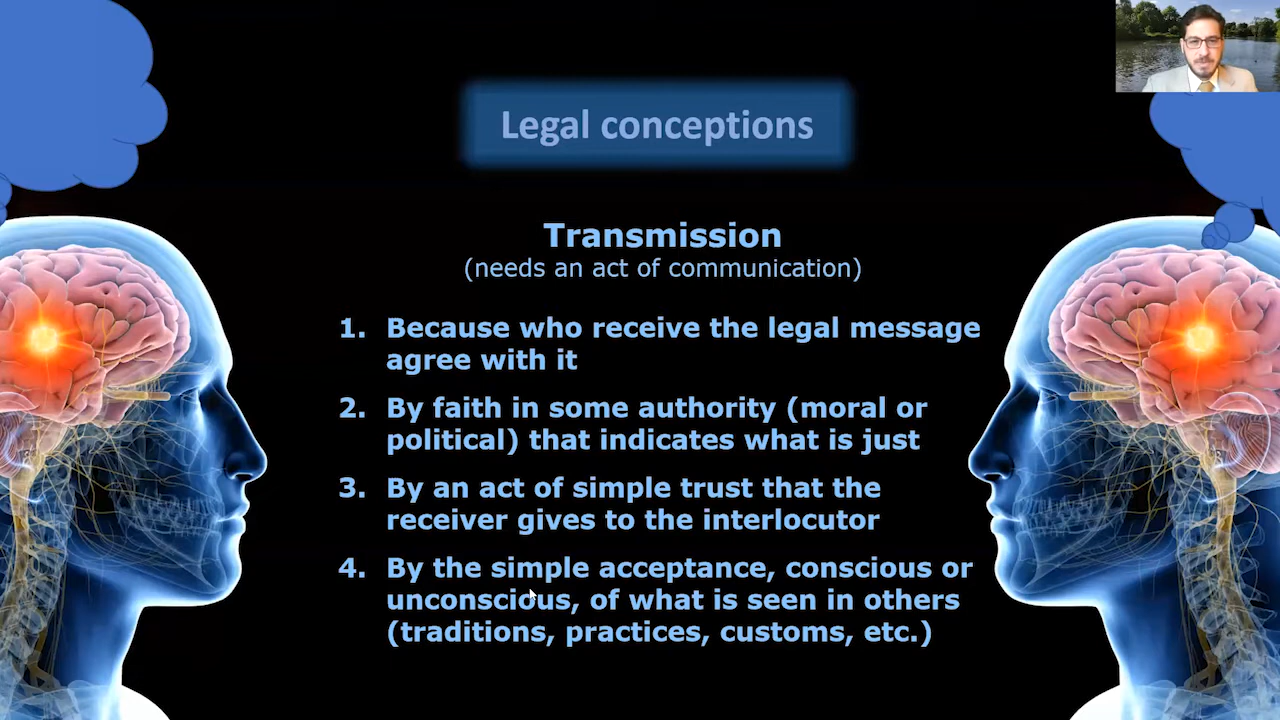 Legal conceptions
Transmission
(needs an act of communication)
1. Because who receive the legal message
agree with it
2. By faith in some authority (moral or
political) that indicates what is just
3. By an act of simple trust that the
receiver gives to the interlocutor
4. By the simple acceptance, conscious or
unconscious, of what is seen in others
(traditions, practices, customs, etc.)